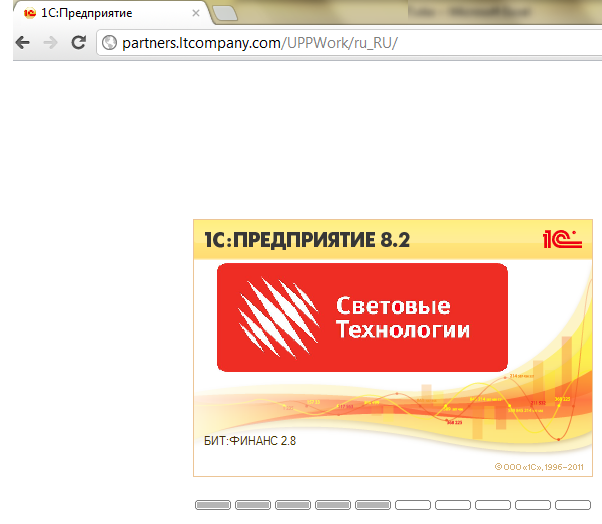 1С:Предприятие
partners.ltcompany.com/UPPWork/ru_RU/
1С:ПРЕДПРИЯТИЕ 8.2
1С
Световые
Технологии
БИТ:ФИНАНС 2.8
© ООО «1С», 1996–2011